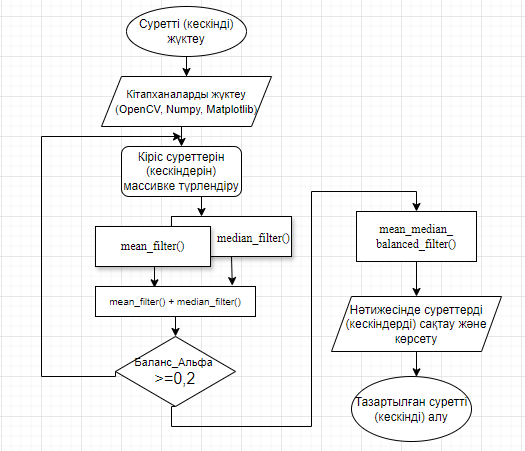 Суретті (кескінді)
жүктеу
Кітапханаларды жүктеу
(OpenCV, Numpy, Matplotlib)
Кіріс суреттерін
(кескіндерін)
массивке түрлендіру
mean_filter()
median_filter()
mean_filter() + median_filter()
Баланс_Альфа
>=0,2
mean_median_
balanced_filter()
Нәтижесінде суреттерді
(кескіндерді) сақтау және
көрсету
Тазартылған суретті
(кескінді) алу